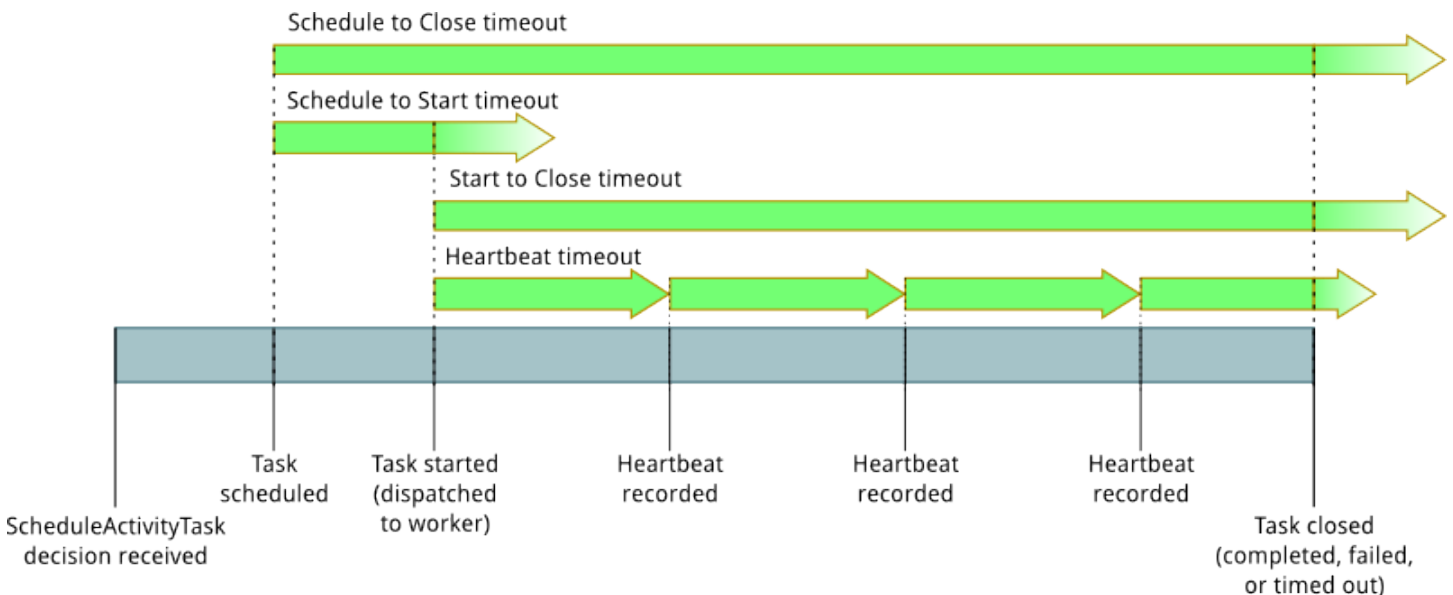 Schedule to Close timeout
Schedule to Start timeout
Start to Close timeout
Heartbeat timeout
Task
scheduled
Task started
(dispatched
to worker)
Heartbeat
recorded
Heartbeat
recorded
Heartbeat
recorded
ScheduleActivityTask
decision received
Task closed
(completed, failed,
or timed out)